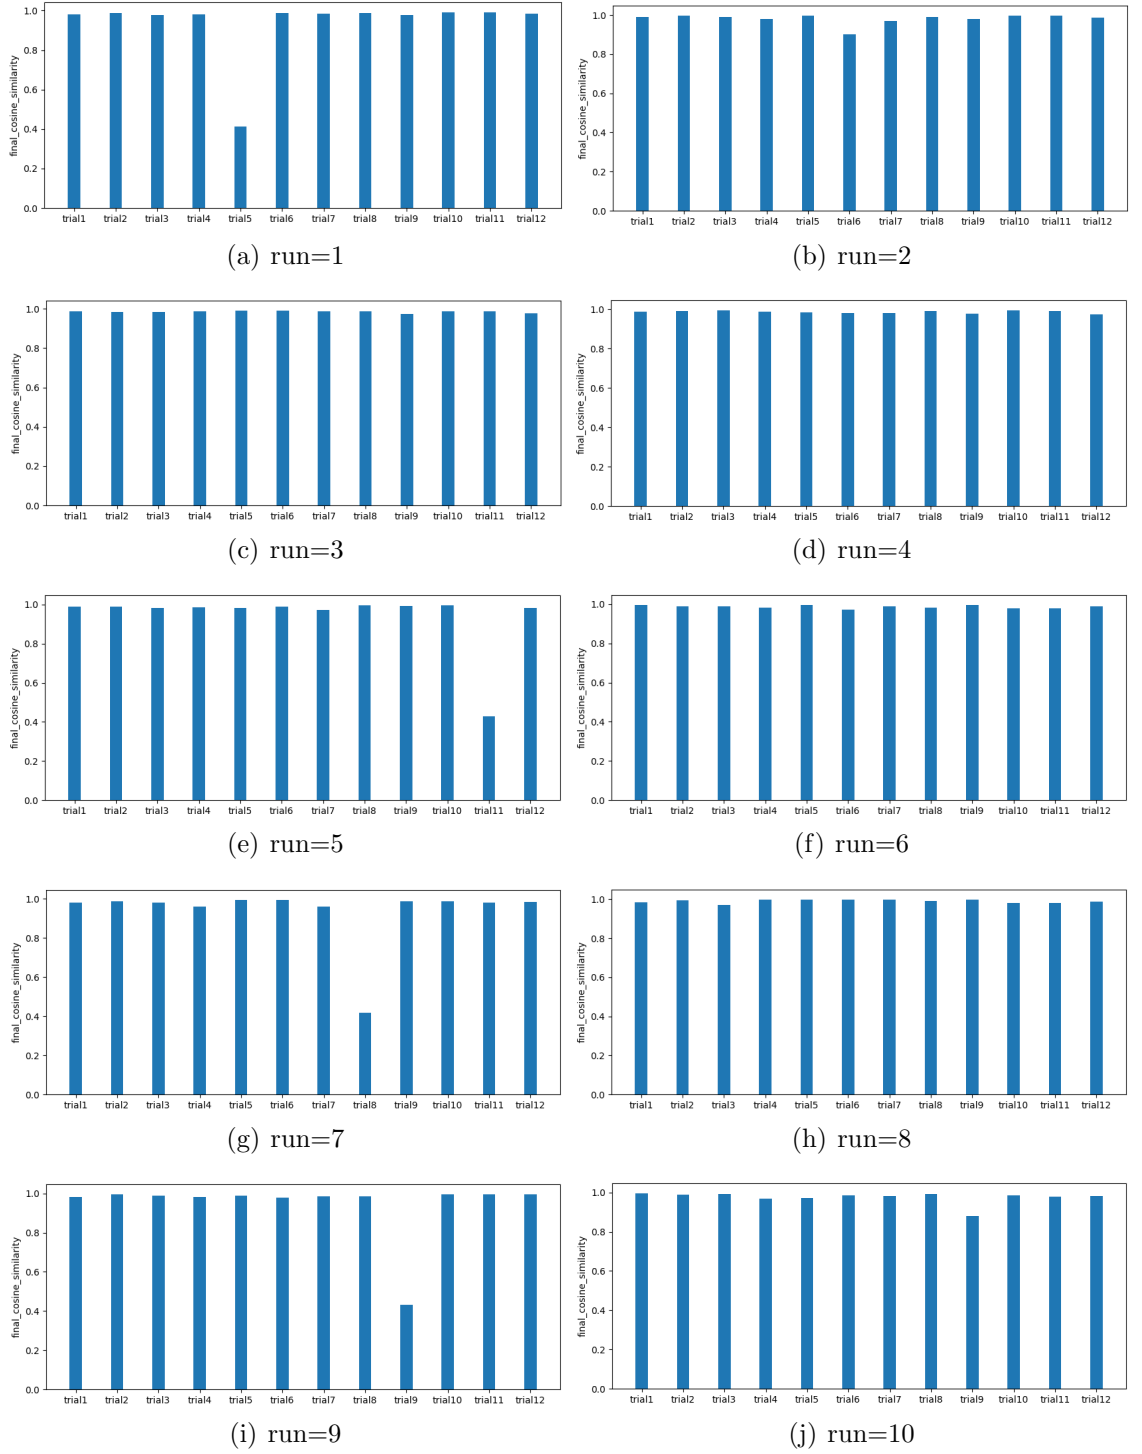 1.0
0.8
0.6
0.4
0.2
0.0
final_cosine_similarity
trial1 trial2 trial3 trial4 trial5 trial6 trial7 trial8 trial9 trial10 trial11 trial12
(a) run=1
1.0
0.8
0.6
0.4
0.2
0.0
final_cosine_similarity
trial1 trial2 trial3 trial4 trial5 trial6 trial7 trial8 trial9 trial10 trial11 trial12
(b) run=2
1.0
0.8
0.6
0.4
0.2
0.0
final_cosine_similarity
trial1 trial2 trial3 trial4 trial5 trial6 trial7 trial8 trial9 trial10 trial11 trial12
(c) run=3
1.0
0.8
0.6
0.4
0.2
0.0
final_cosine_similarity
trial1 trial2 trial3 trial4 trial5 trial6 trial7 trial8 trial9 trial10 trial11 trial12
(d) run=4
1.0
0.8
0.6
0.4
0.2
0.0
final_cosine_similarity
trial1 trial2 trial3 trial4 trial5 trial6 trial7 trial8 trial9 trial10 trial11 trial12
(e) run=5
1.0
0.8
0.6
0.4
0.2
0.0
final_cosine_similarity
trial1 trial2 trial3 trial4 trial5 trial6 trial7 trial8 trial9 trial10 trial11 trial12
(f) run=6
1.0
0.8
0.6
0.4
0.2
0.0
final_cosine_similarity
trial1 trial2 trial3 trial4 trial5 trial6 trial7 trial8 trial9 trial10 trial11 trial12
(g) run=7
1.0
0.8
0.6
0.4
0.2
0.0
final_cosine_similarity
trial1 trial2 trial3 trial4 trial5 trial6 trial7 trial8 trial9 trial10 trial11 trial12
(h) run=8
1.0
0.8
0.6
0.4
0.2
0.0
final_cosine_similarity
trial1 trial2 trial3 trial4 trial5 trial6 trial7 trial8 trial9 trial10 trial11 trial12
(i) run=9
1.0
0.8
0.6
0.4
0.2
0.0
final_cosine_similarity
trial1 trial2 trial3 trial4 trial5 trial6 trial7 trial8 trial9 trial10 trial11 trial12
(j) run=10